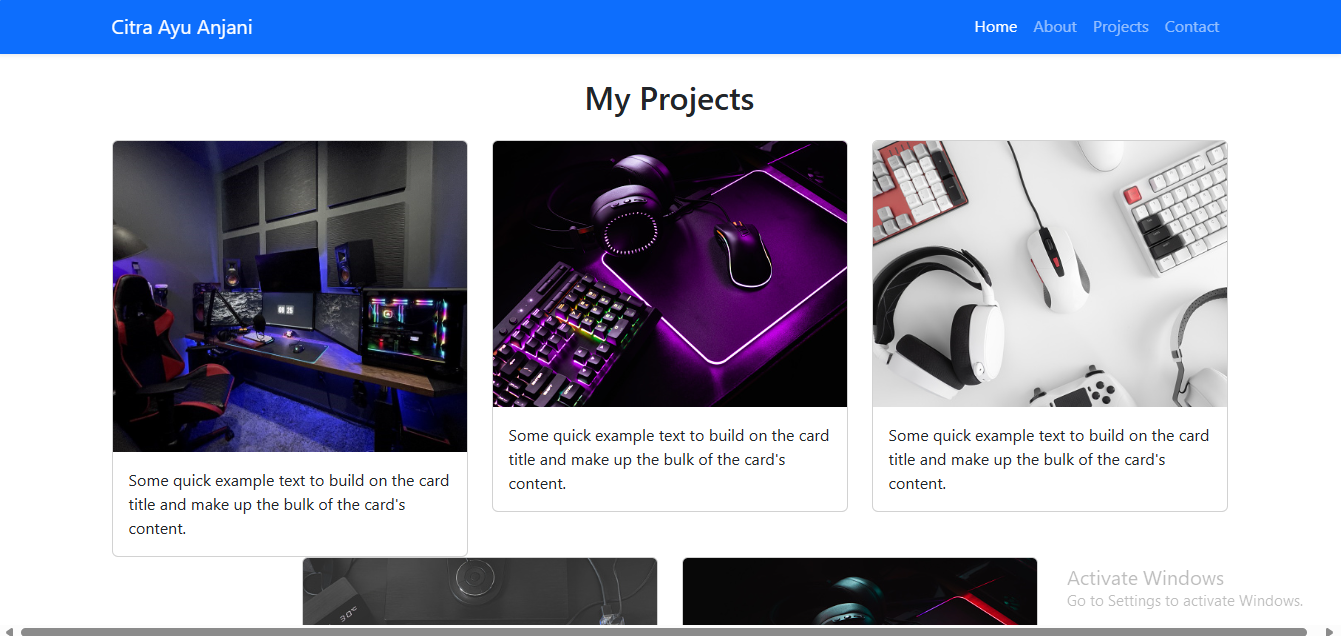 Citra Ayu Anjani
Home About Projects Contact
My Projects
Some quick example text to build on the card
title and make up the bulk of the card's
content.
Some quick example text to build on the card
title and make up the bulk of the card's
content.
Some quick example text to build on the card
title and make up the bulk of the card's
content.
Activate Windows
Go to Settings to activate Windows.